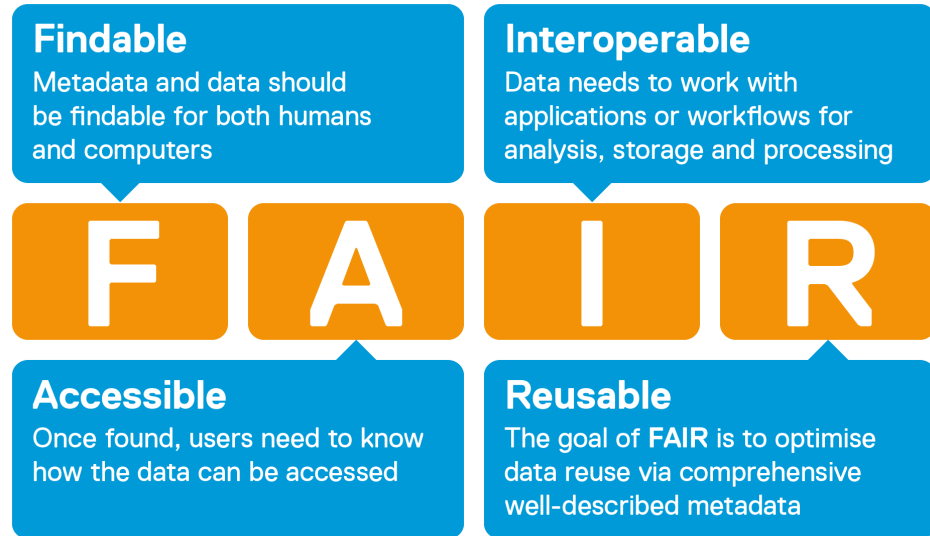 Findable
Metadata and data should
be findable for both humans
and computers
Interoperable
Data needs to work with
applications or workflows for
analysis, storage and processing
F A I R
Accessible
Once found, users need to know
how the data can be accessed
Reusable
The goal of FAIR is to optimise
data reuse via comprehensive
well-described metadata